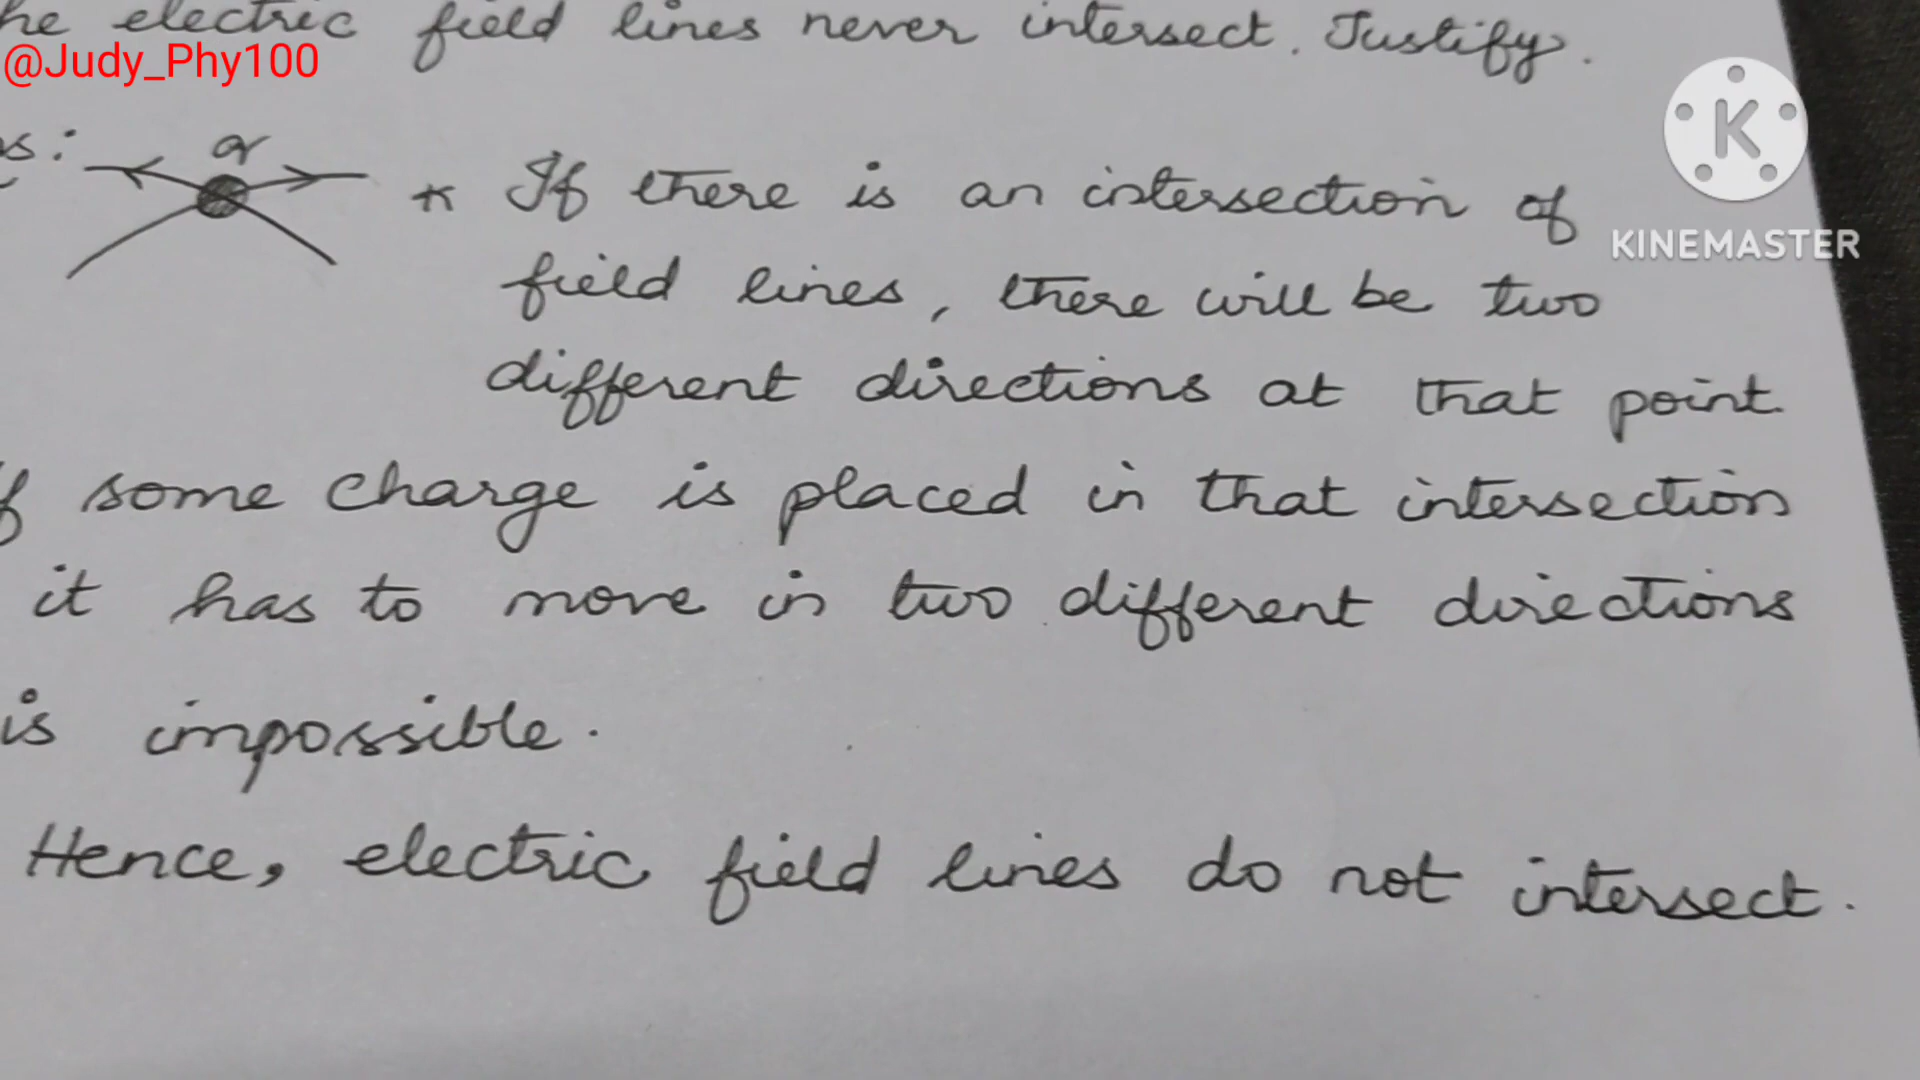 he electric field lines never intersect. Justify.
@Judy_Phy100
s:
* If there is an intersection of
KINEMASTER
field lines, there will be two
different directions at that point.
f some charge is placed in that intersection
it has to move in two different directions
is impossible.
Hence, electric field lines do not intersect.